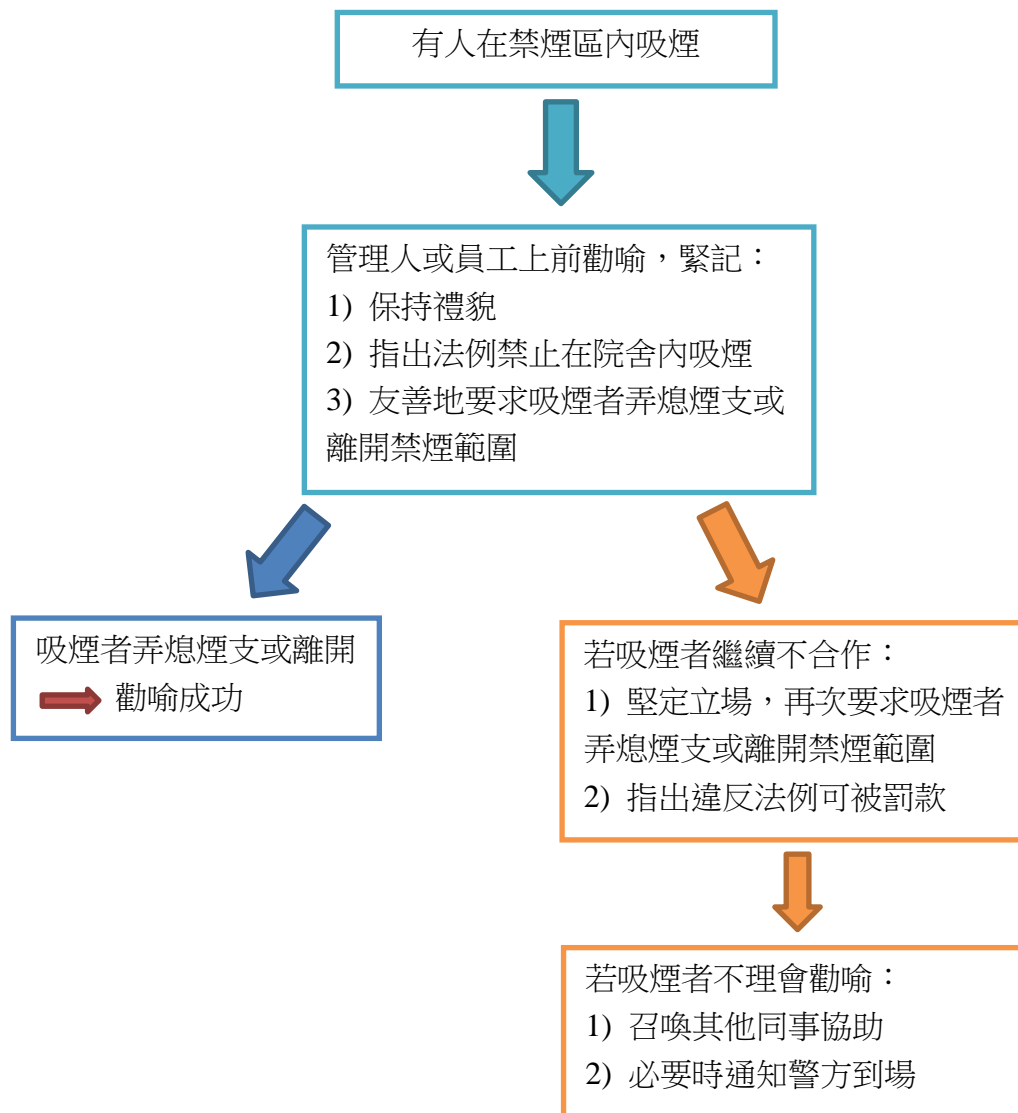 有人在禁煙區內吸煙
管理人或員工上前勸喻，緊記：
1) 保持禮貌
2) 指出法例禁止在院舍內吸煙
3) 友善地要求吸煙者弄熄煙支或
離開禁煙範圍
吸煙者弄熄煙支或離開
勸喻成功
若吸煙者繼續不合作：
1) 堅定立場，再次要求吸煙者
弄熄煙支或離開禁煙範圍
2) 指出違反法例可被罰款
若吸煙者不理會勸喻：
1) 召喚其他同事協助
2) 必要時通知警方到場